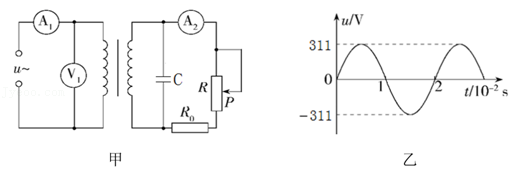 A₁
A₂
u~
V₁
C
R
P
R₀
甲
u/V
311
0
1
2
t/10⁻² s
−311
乙